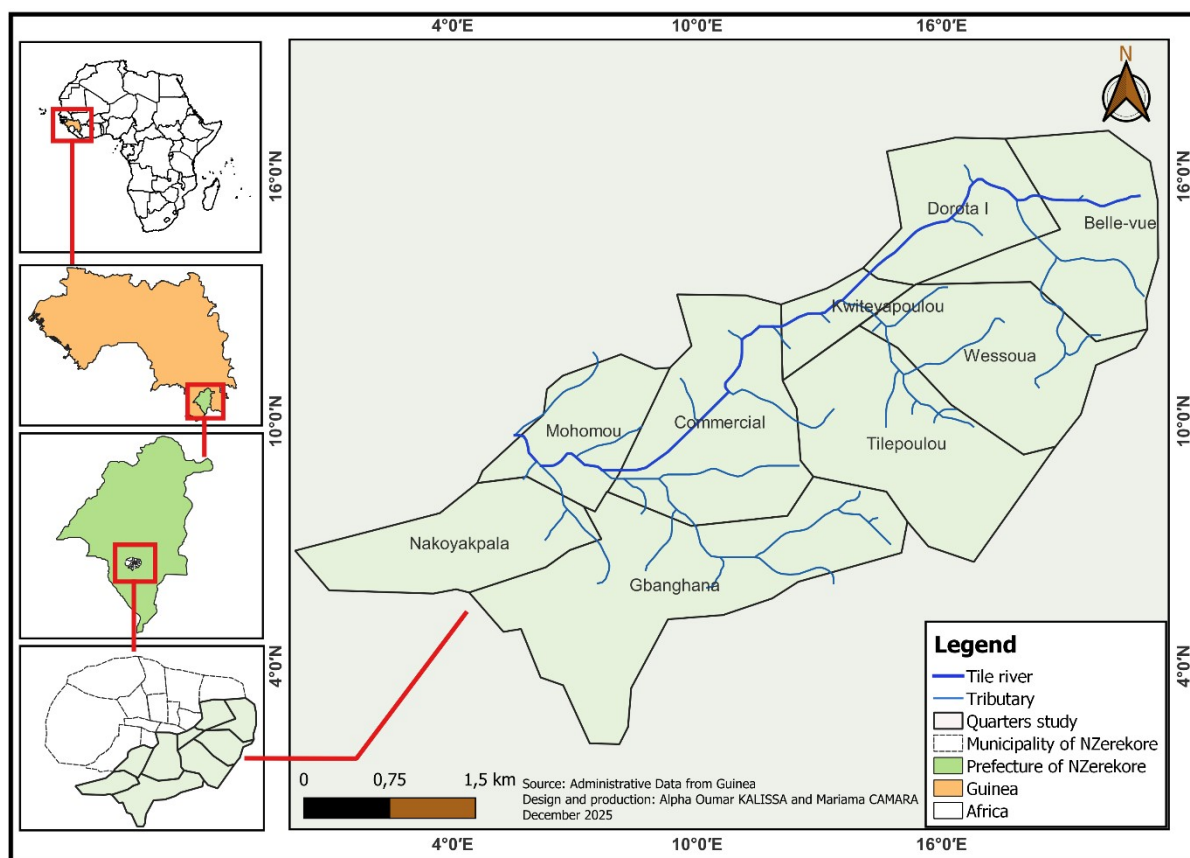 4°0′E 10°0′E 16°0′E
N
16°0′N 16°0′N
Dorota I
Belle-vue
Kwiteyapoulou
Wessoua
10°0′N 10°0′N
Mohomou
Commercial
Tilepoulou
Nakoyakpala
Gbanghana
4°0′N 4°0′N
Legend
Tile river
Tributary
Quarters study
Municipality of NZerekore
Prefecture of NZerekore
Guinea
Africa
0 0,75 1,5 km
Source: Administrative Data from Guinea
Design and production: Alpha Oumar KALISSA and Mariama CAMARA
December 2025
4°0′E 10°0′E 16°0′E